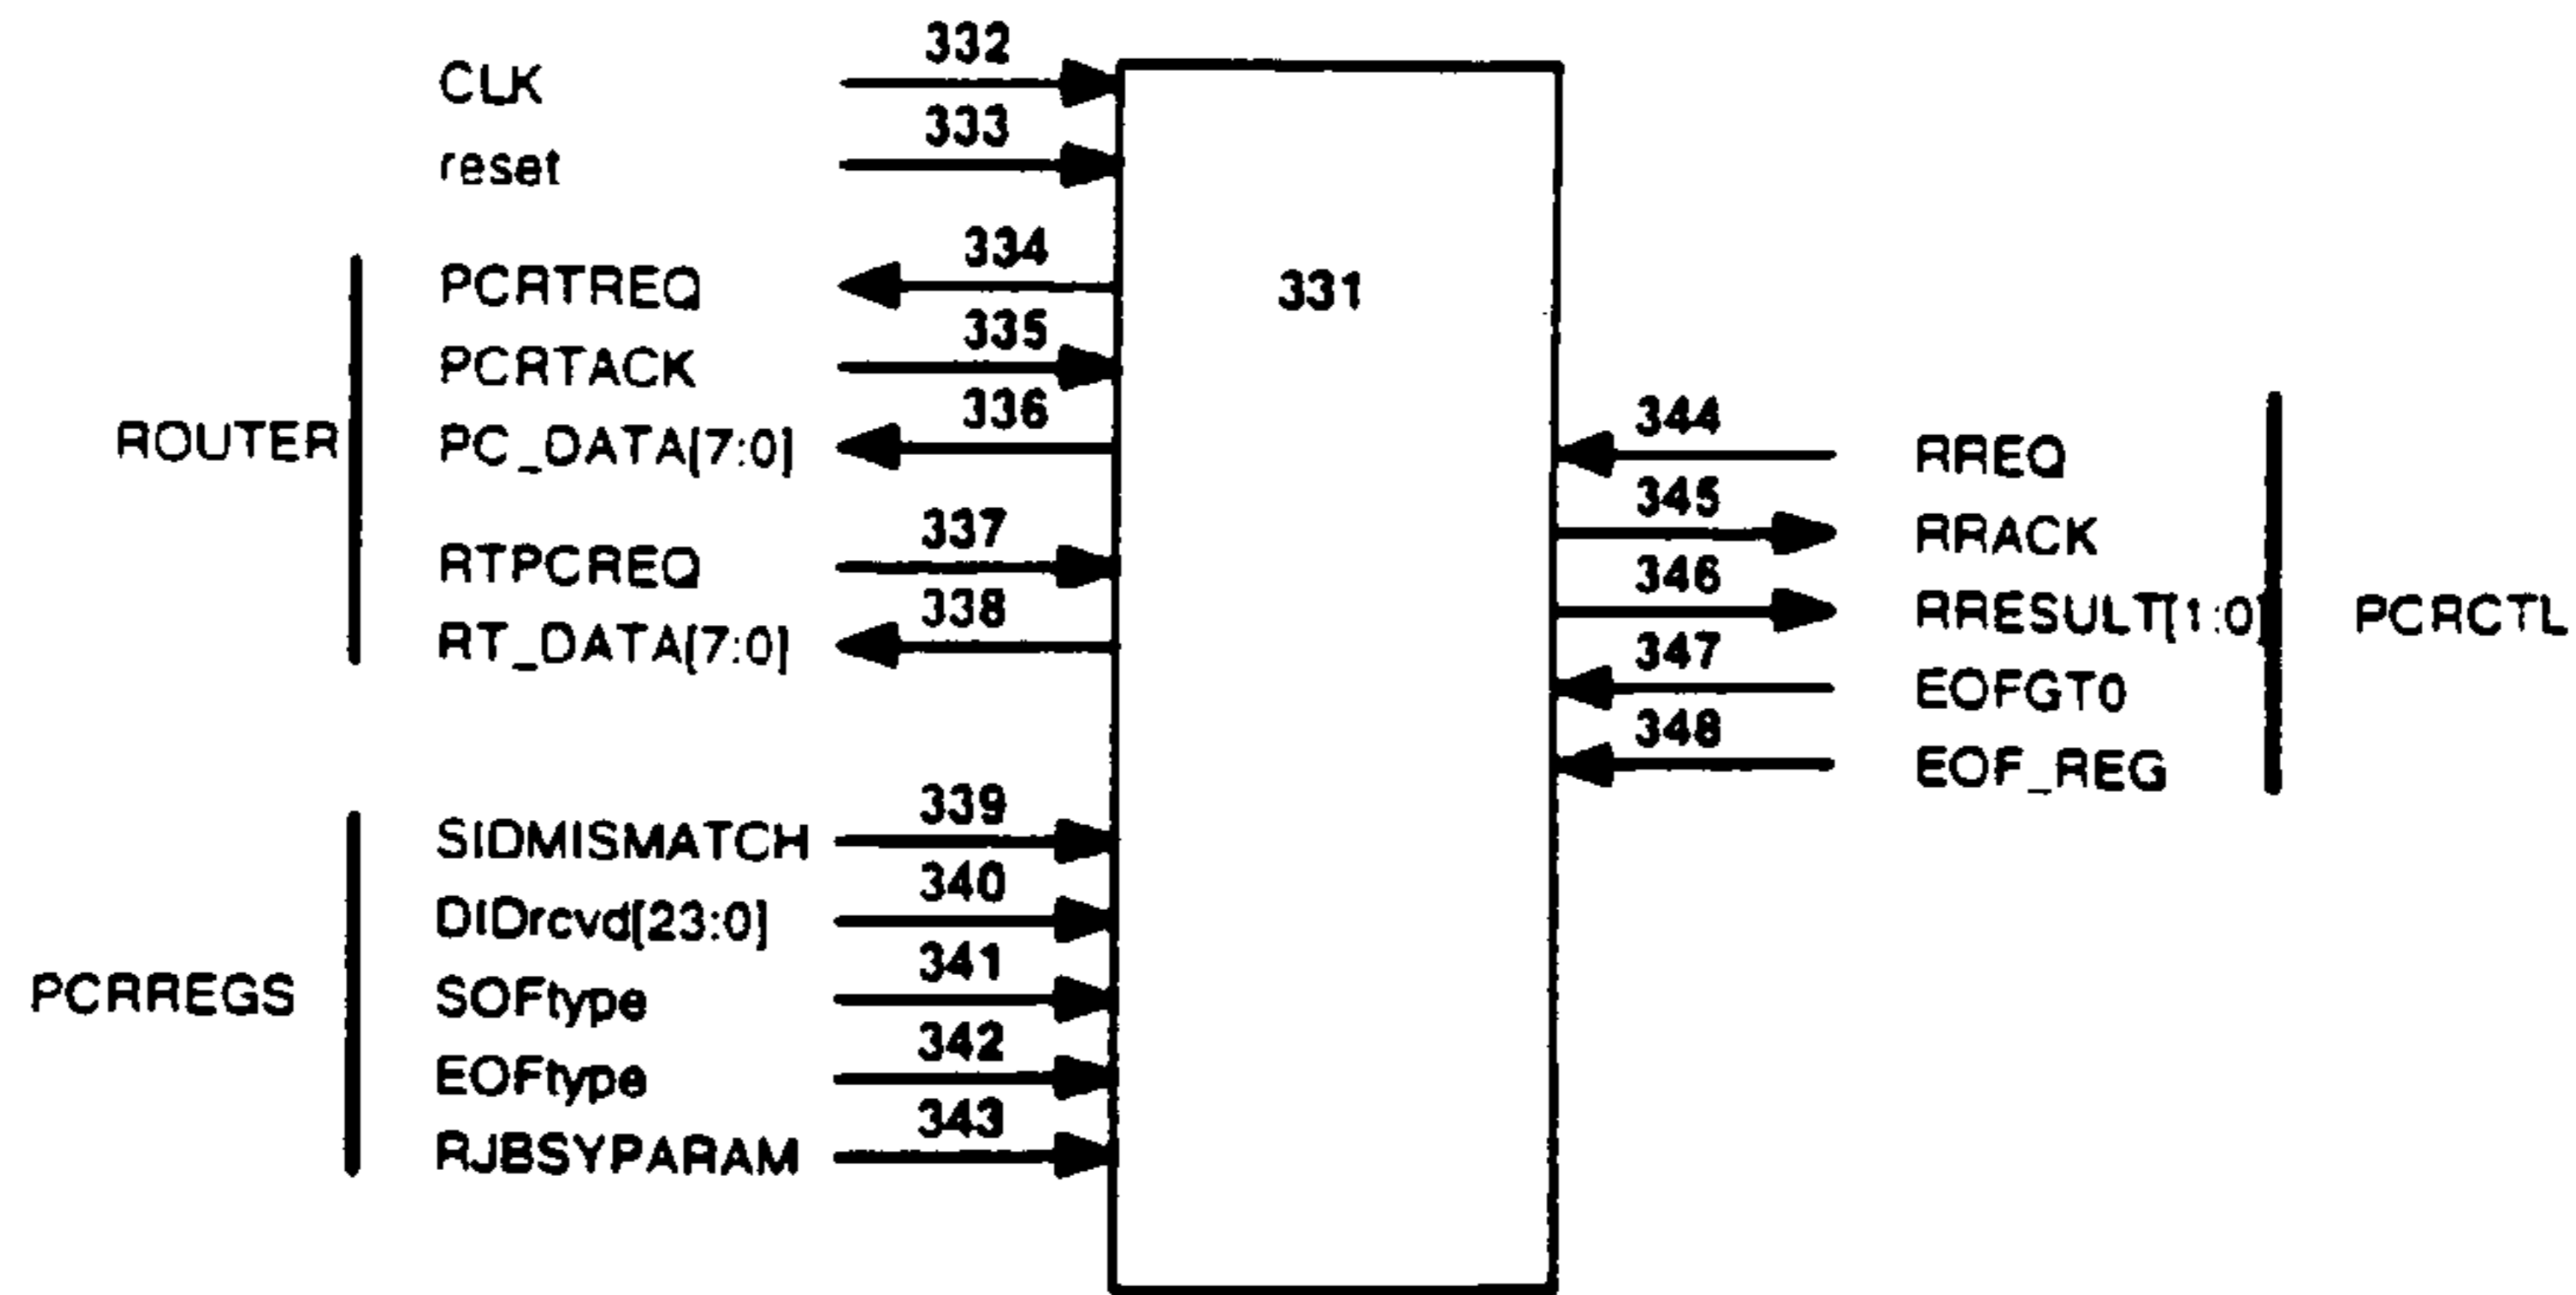 332
CLK
333
reset
334
PCRTREQ
331
335
PCRTACK
336
ROUTER
PC_DATA[7:0]
344
RREQ
345
337
RRACK
RTPCREQ
346
338
RRESULT[1:0]
PCRCTL
RT_DATA[7:0]
347
EOFGT0
348
EOF_REG
339
SIDMISMATCH
340
DIDrcvd[23:0]
341
PCRREGS
SOFtype
342
EOFtype
343
RJBSYPARAM